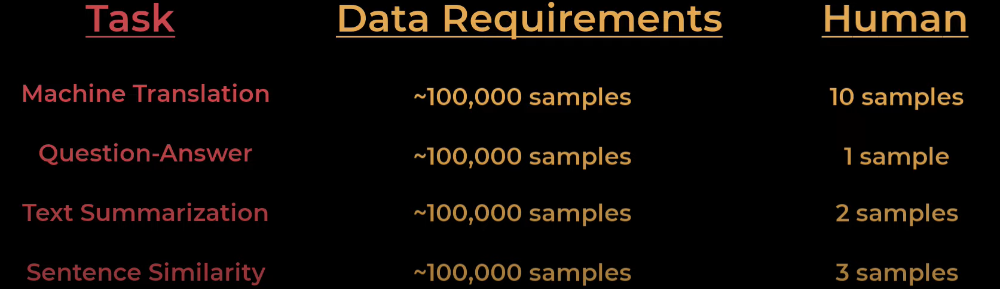 Task Data Requirements Human
Machine Translation ~100,000 samples 10 samples
Question-Answer ~100,000 samples 1 sample
Text Summarization ~100,000 samples 2 samples
Sentence Similarity ~100,000 samples 3 samples